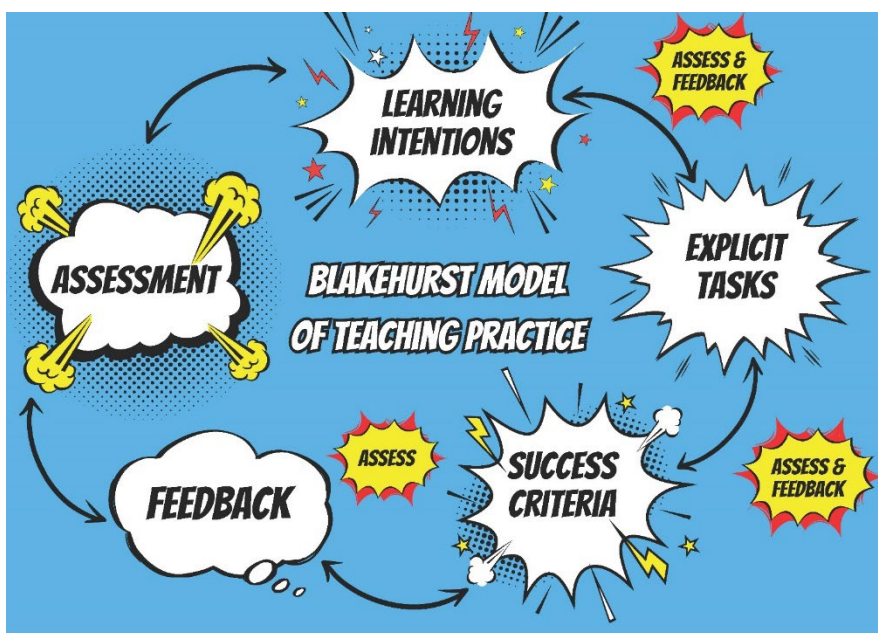 LEARNING
INTENTIONS
ASSESS &
FEEDBACK
EXPLICIT
TASKS
ASSESSMENT
BLAKEHURST MODEL
OF TEACHING PRACTICE
SUCCESS
CRITERIA
ASSESS &
FEEDBACK
ASSESS
FEEDBACK